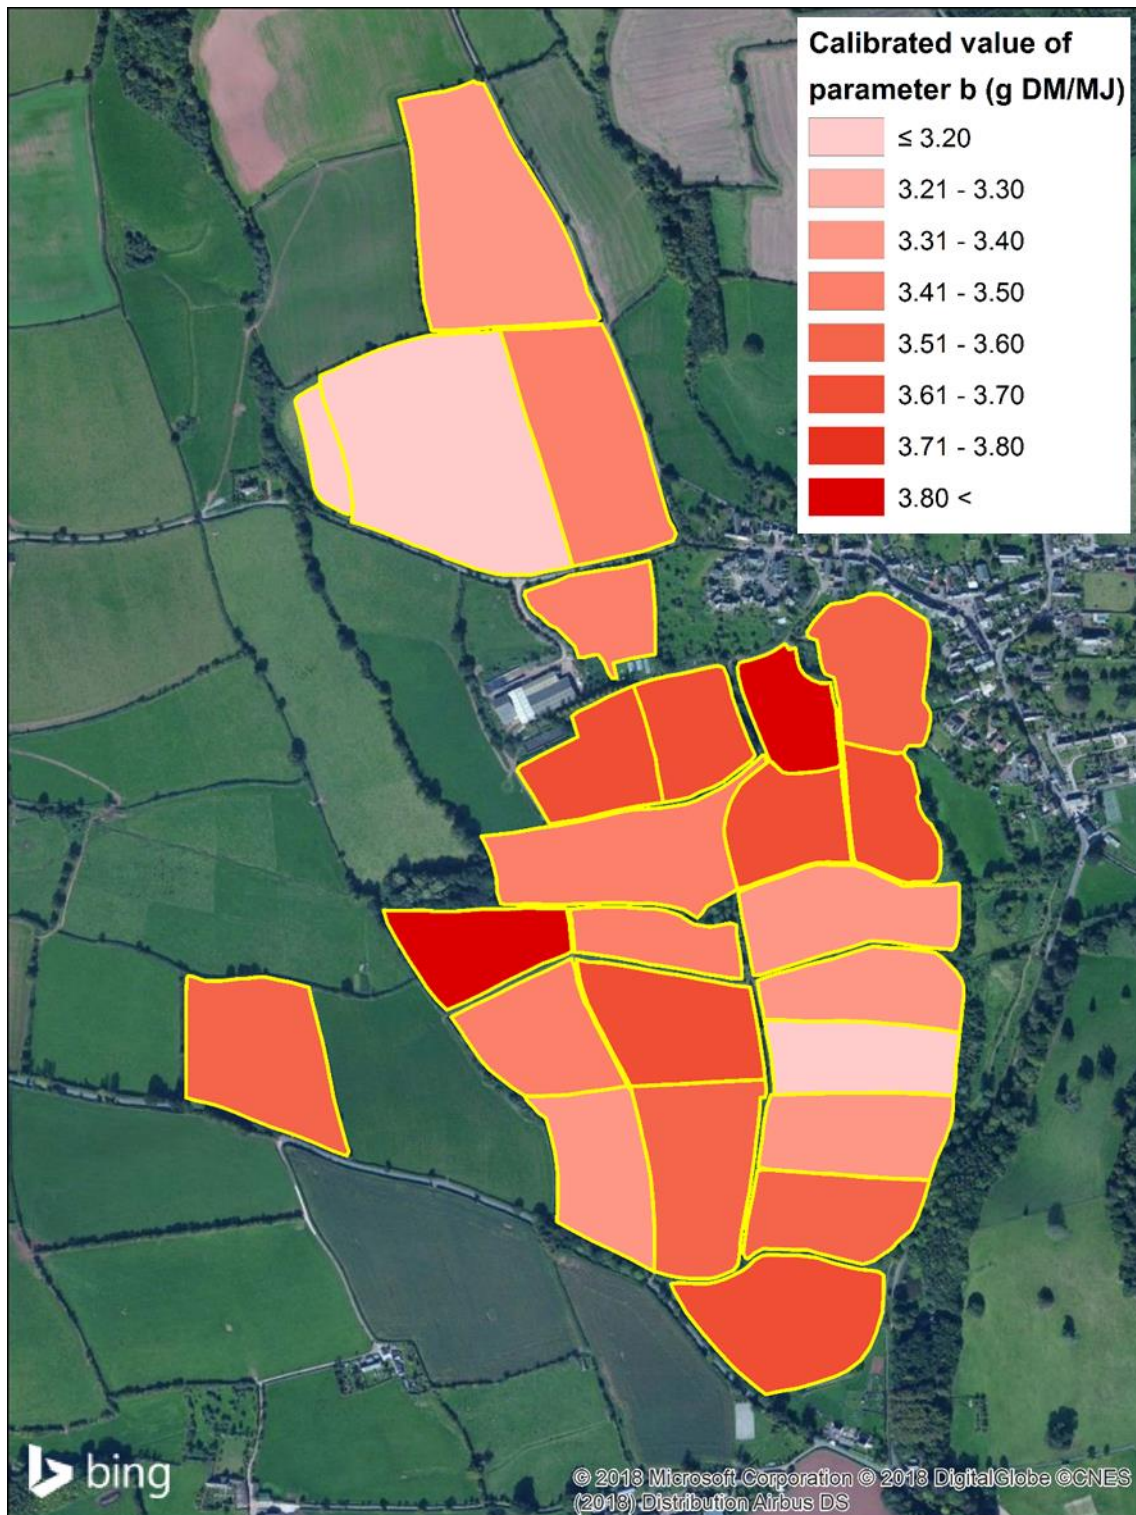 Calibrated value of
parameter b (g DM/MJ)
≤ 3.20
3.21 - 3.30
3.31 - 3.40
3.41 - 3.50
3.51 - 3.60
3.61 - 3.70
3.71 - 3.80
3.80 <
bing
© 2018 Microsoft Corporation © 2018 DigitalGlobe ©CNES
(2018) Distribution Airbus DS